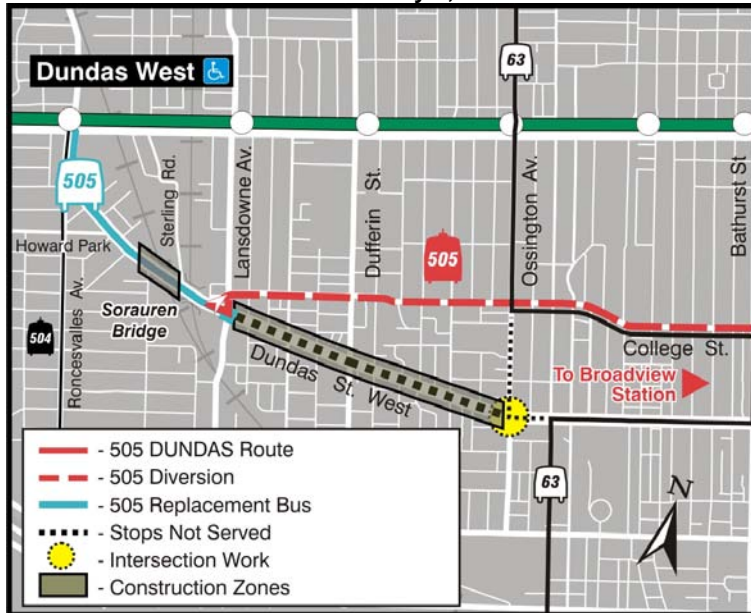 Dundas West
63
505
Sterling Rd.
Lansdowne Av.
Dufferin St.
Ossington Av.
Bathurst St
Howard Park
505
Sorauren
Bridge
504
Roncesvalles Av.
Dundas St. West
College St.
To Broadview
Station
63
N
- 505 DUNDAS Route
- 505 Diversion
- 505 Replacement Bus
- Stops Not Served
- Intersection Work
- Construction Zones